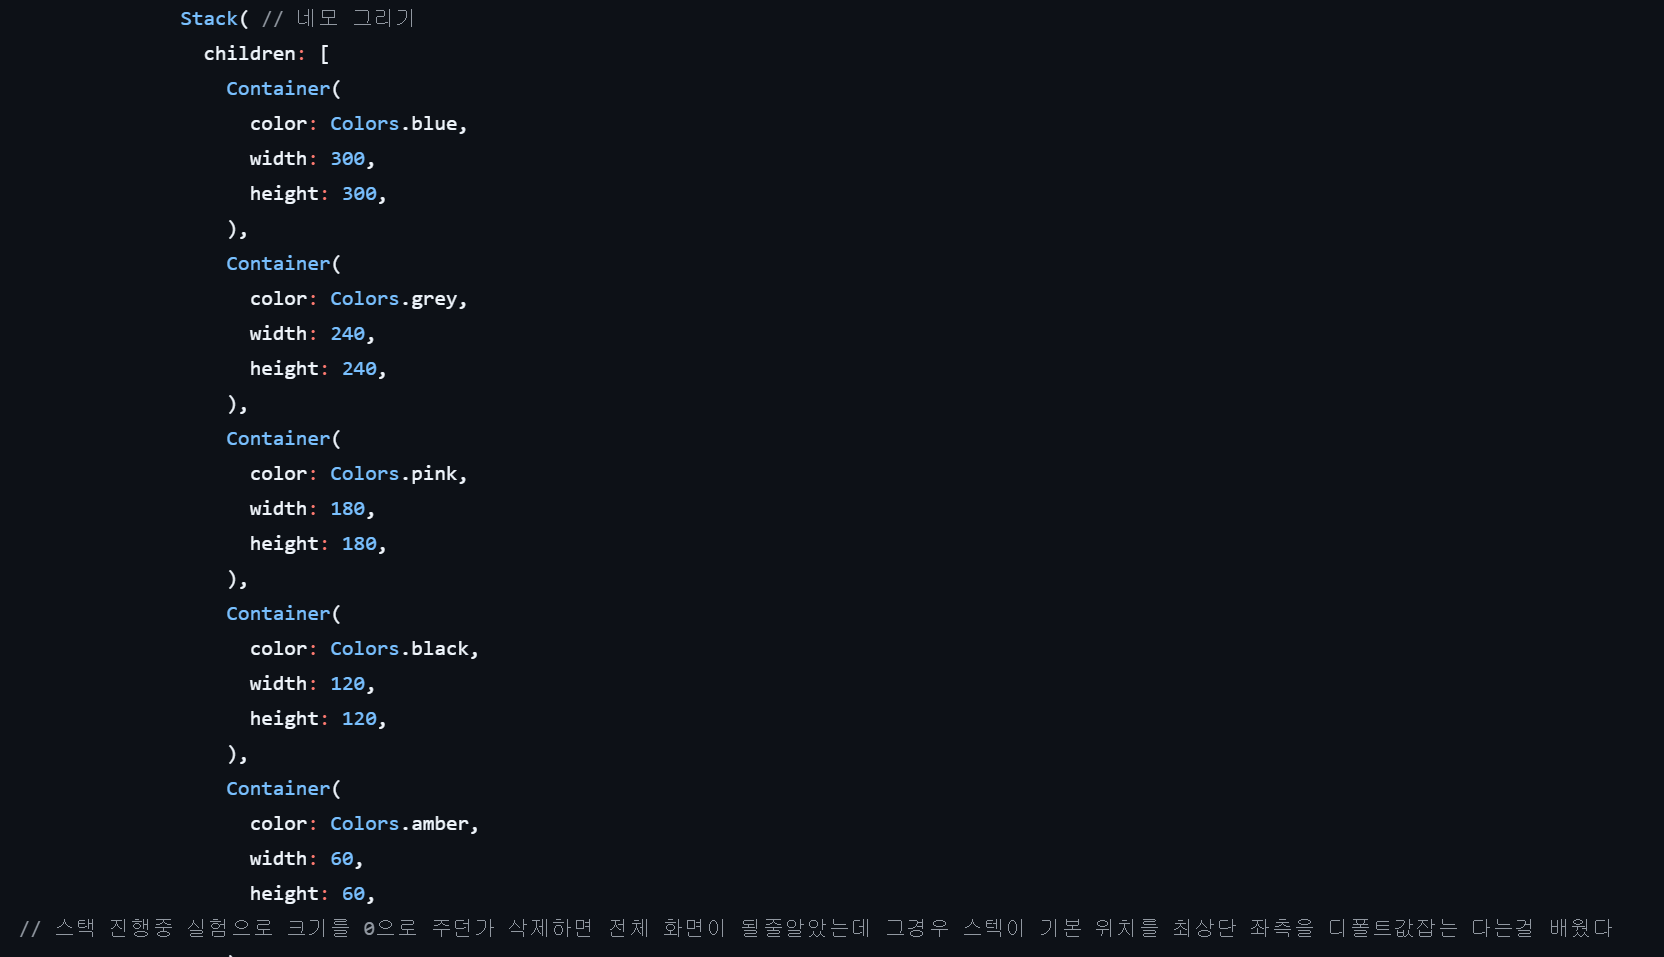 Stack( // 네모 그리기
children: [
Container(
color: Colors.blue,
width: 300,
height: 300,
),
Container(
color: Colors.grey,
width: 240,
height: 240,
),
Container(
color: Colors.pink,
width: 180,
height: 180,
),
Container(
color: Colors.black,
width: 120,
height: 120,
),
Container(
color: Colors.amber,
width: 60,
height: 60,
// 스택 진행중 실험으로 크기를 0으로 주던가 삭제하면 전체 화면이 될줄알았는데 그경우 스텍이 기본 위치를 최상단 좌측을 디폴트값잡는 다는걸 배웠다